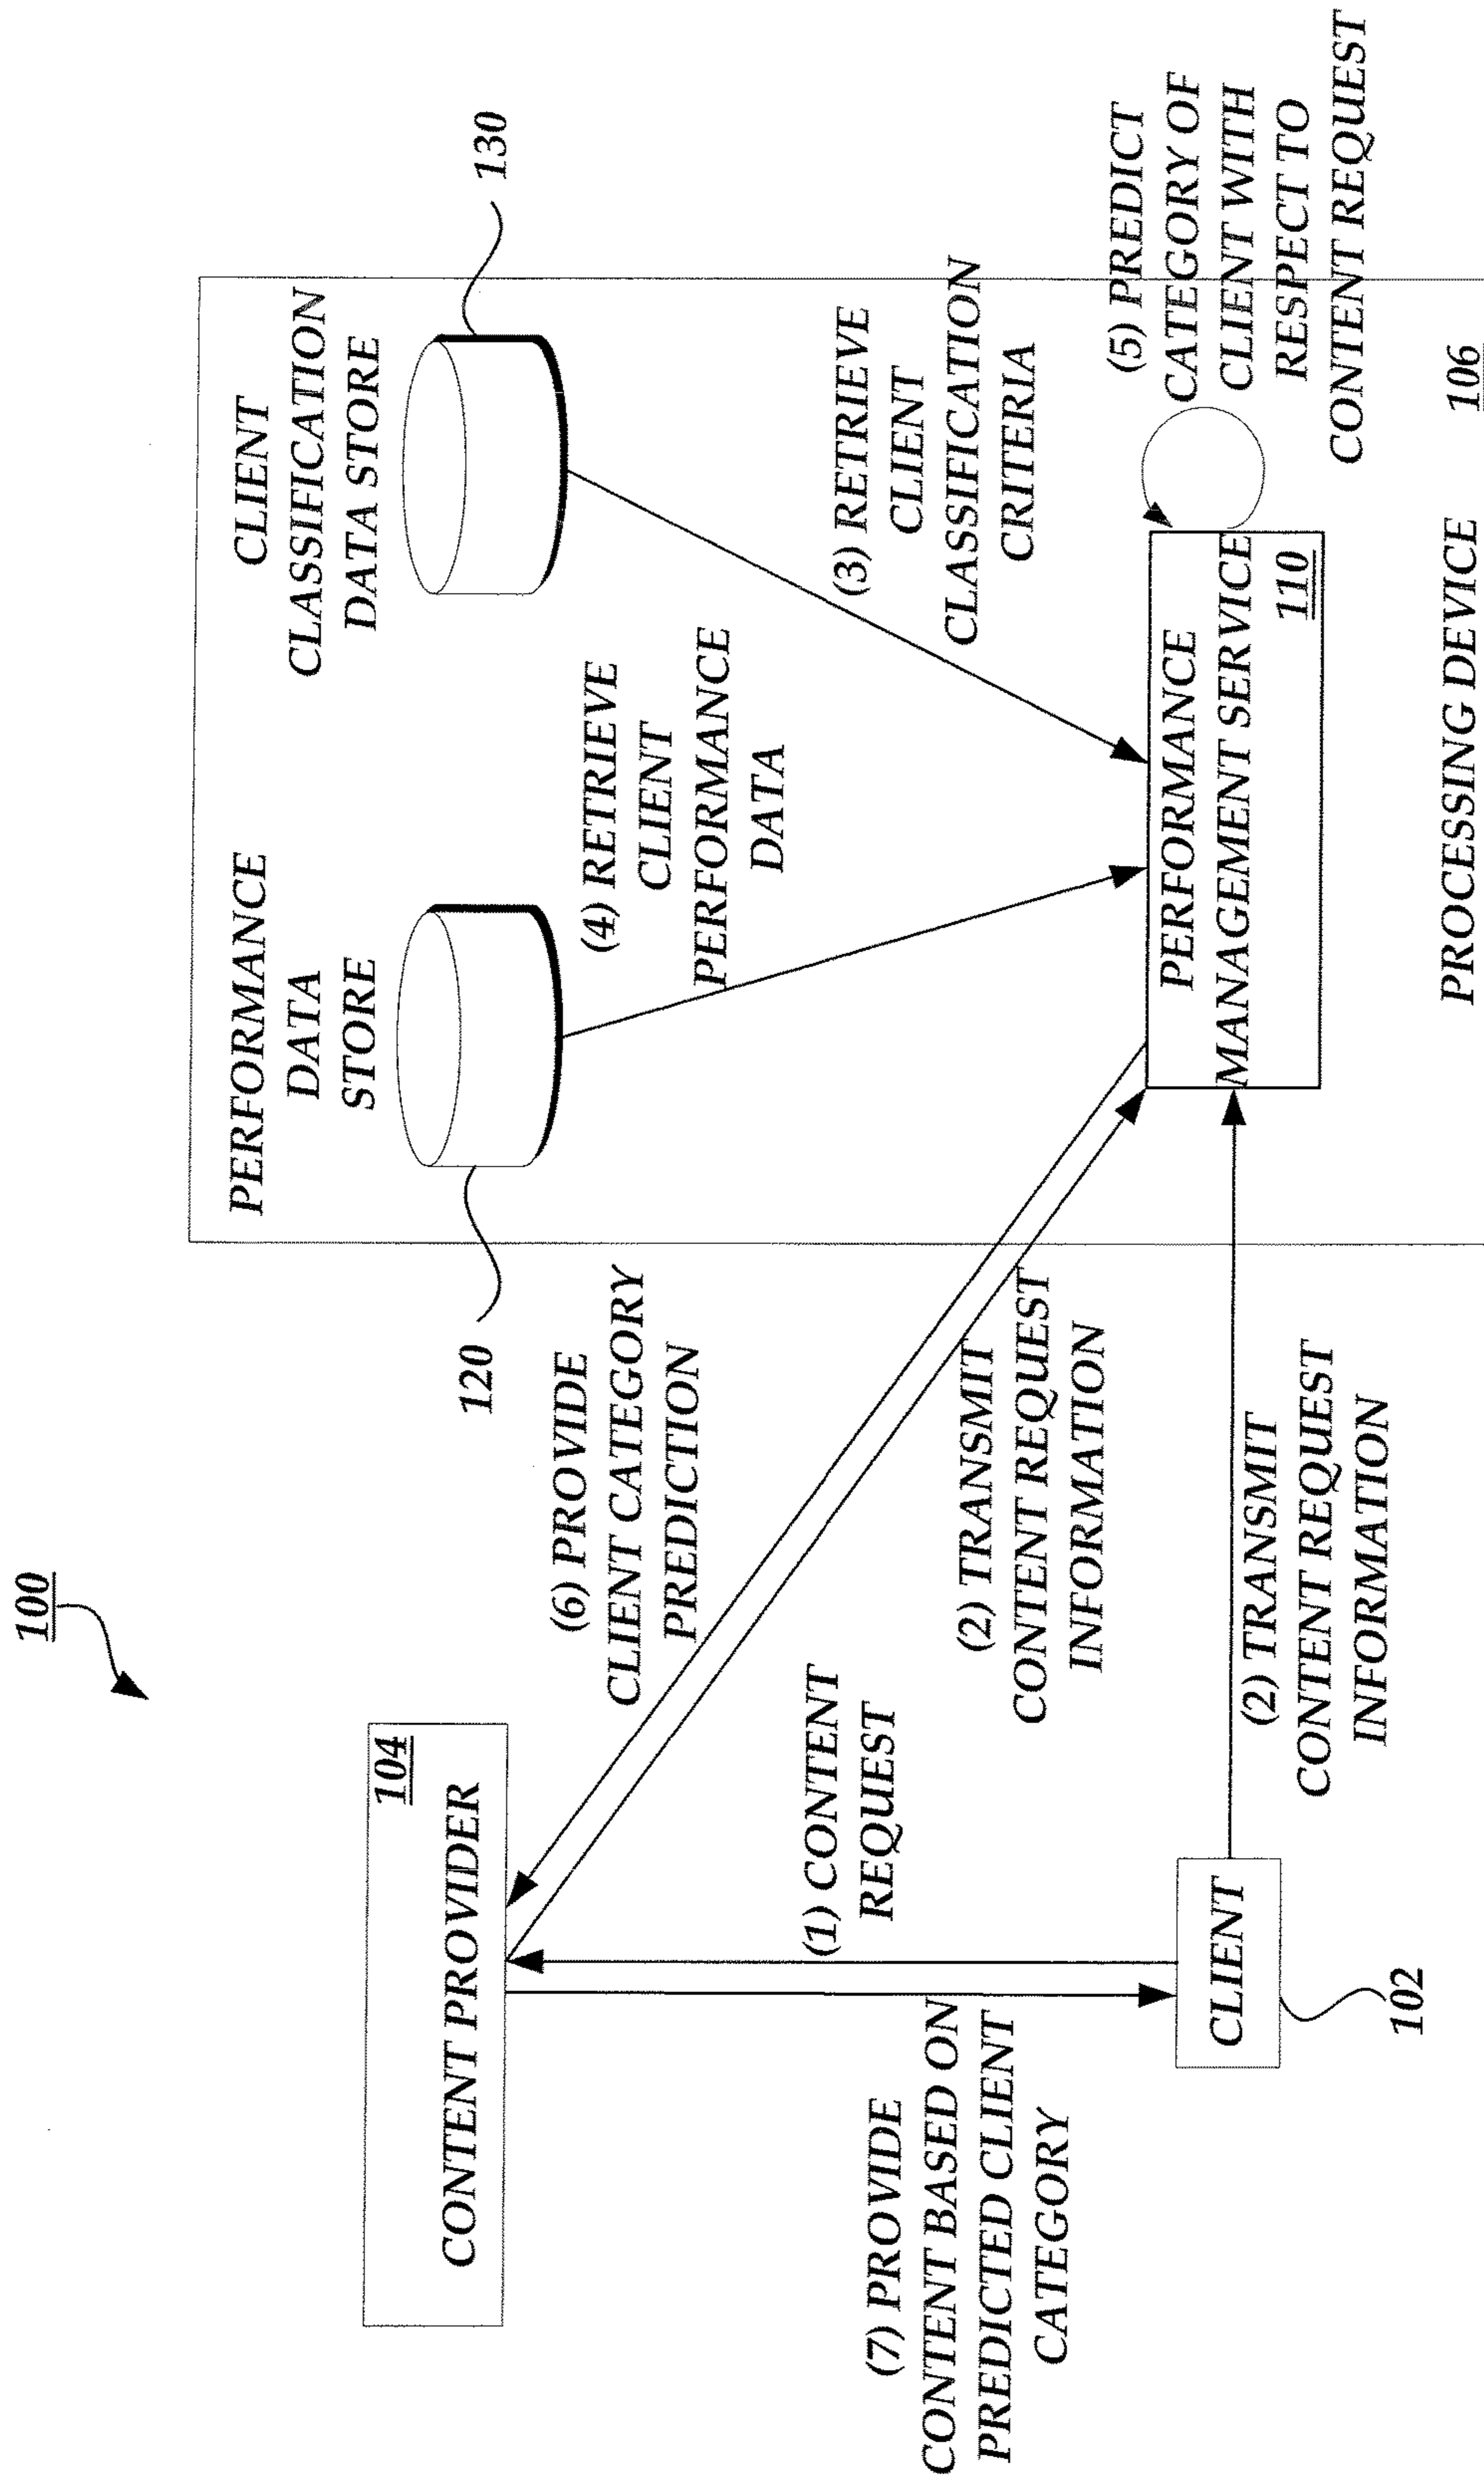 100
CONTENT PROVIDER
104
(6) PROVIDE
CLIENT CATEGORY
PREDICTION
120
PERFORMANCE
DATA
STORE
CLIENT
CLASSIFICATION
DATA STORE
130
(4) RETRIEVE
CLIENT
PERFORMANCE
DATA
(3) RETRIEVE
CLIENT
CLASSIFICATION
CRITERIA
(1) CONTENT
REQUEST
(2) TRANSMIT
CONTENT REQUEST
INFORMATION
(7) PROVIDE
CONTENT BASED ON
PREDICTED CLIENT
CATEGORY
CLIENT
102
(2) TRANSMIT
CONTENT REQUEST
INFORMATION
PERFORMANCE
MANAGEMENT SERVICE
110
(5) PREDICT
CATEGORY OF
CLIENT WITH
RESPECT TO
CONTENT REQUEST
PROCESSING DEVICE
106